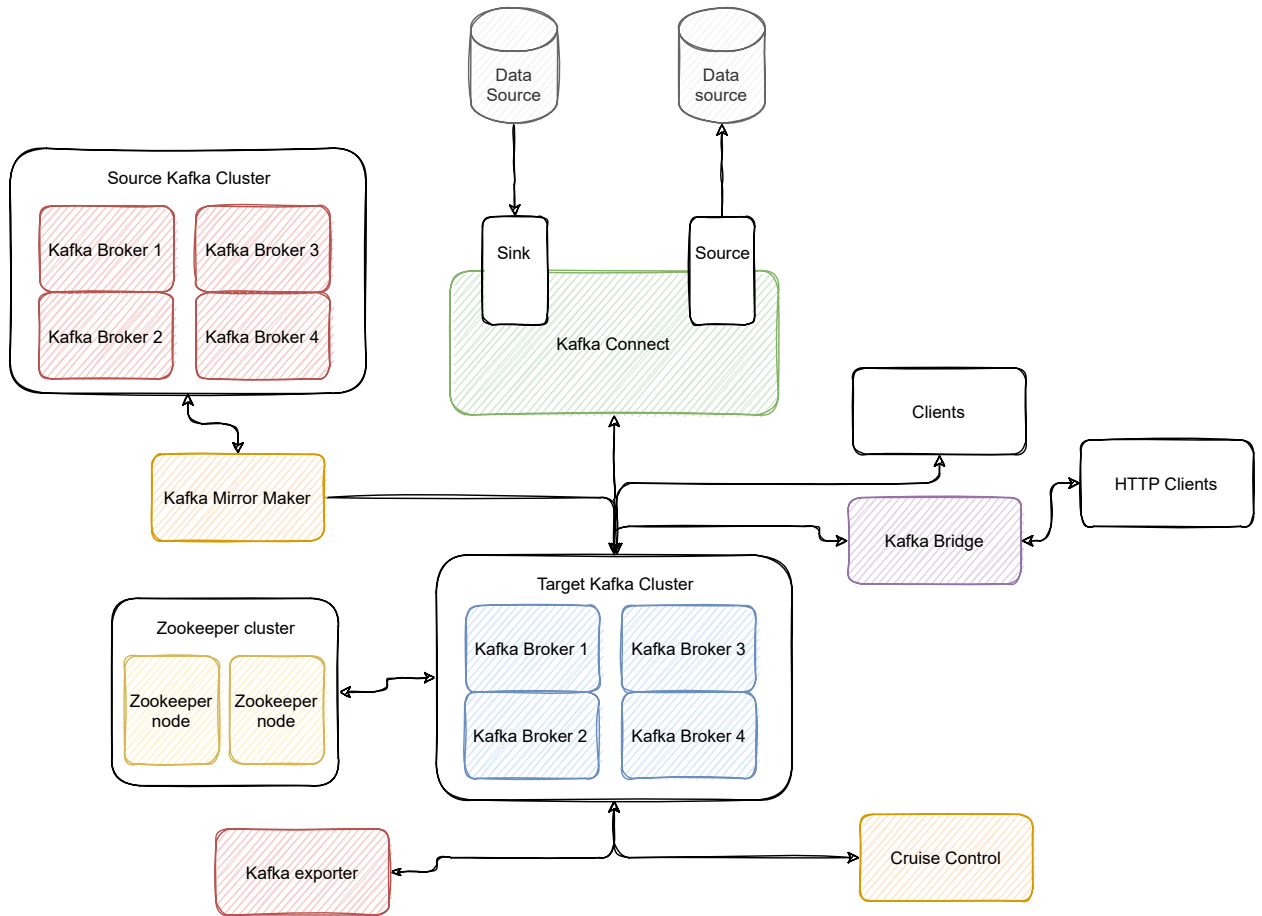 Data
Source
Data
source
Source Kafka Cluster
Kafka Broker 1
Kafka Broker 3
Kafka Broker 2
Kafka Broker 4
Sink
Source
Kafka Connect
Clients
HTTP Clients
Kafka Mirror Maker
Kafka Bridge
Target Kafka Cluster
Kafka Broker 1
Kafka Broker 3
Kafka Broker 2
Kafka Broker 4
Zookeeper cluster
Zookeeper
node
Zookeeper
node
Kafka exporter
Cruise Control